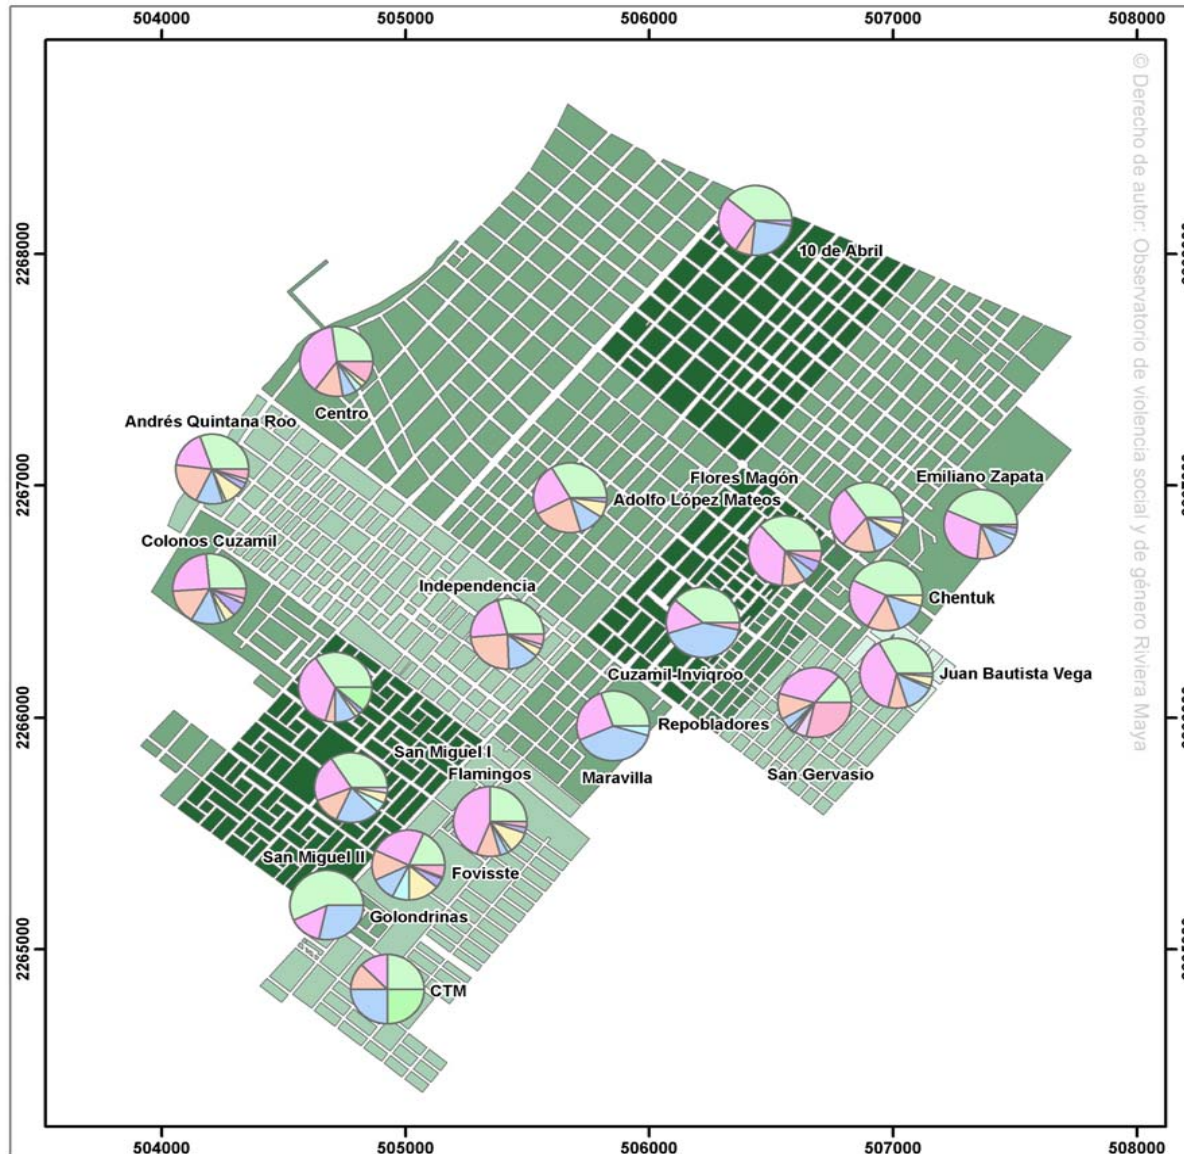 504000 505000 506000 507000 508000
© Derecho de autor: Observatorio de violencia social y de género Riviera Maya
2268000
10 de Abril
Centro
Andrés Quintana Roo
2267000
Flores Magón
Emiliano Zapata
Adolfo López Mateos
Colonos Cuzamil
Independencia
Chentuk
Cuzamil-Inviqroo
Juan Bautista Vega
2266000
Repobladores
San Miguel I
Flamingos
Maravilla
San Gervasio
San Miguel II
Fovissste
Golondrinas
2265000
CTM
504000 505000 506000 507000 508000